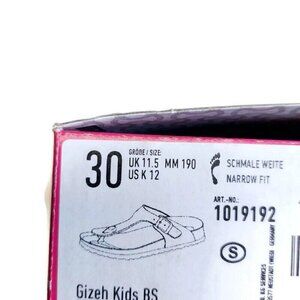 30
GRÖßE / SIZE:
UK 11.5 MM 190
US K 12
SCHMALE WEITE
NARROW FIT
ART.-NO.:
1019192
S
Gizeh Kids BS